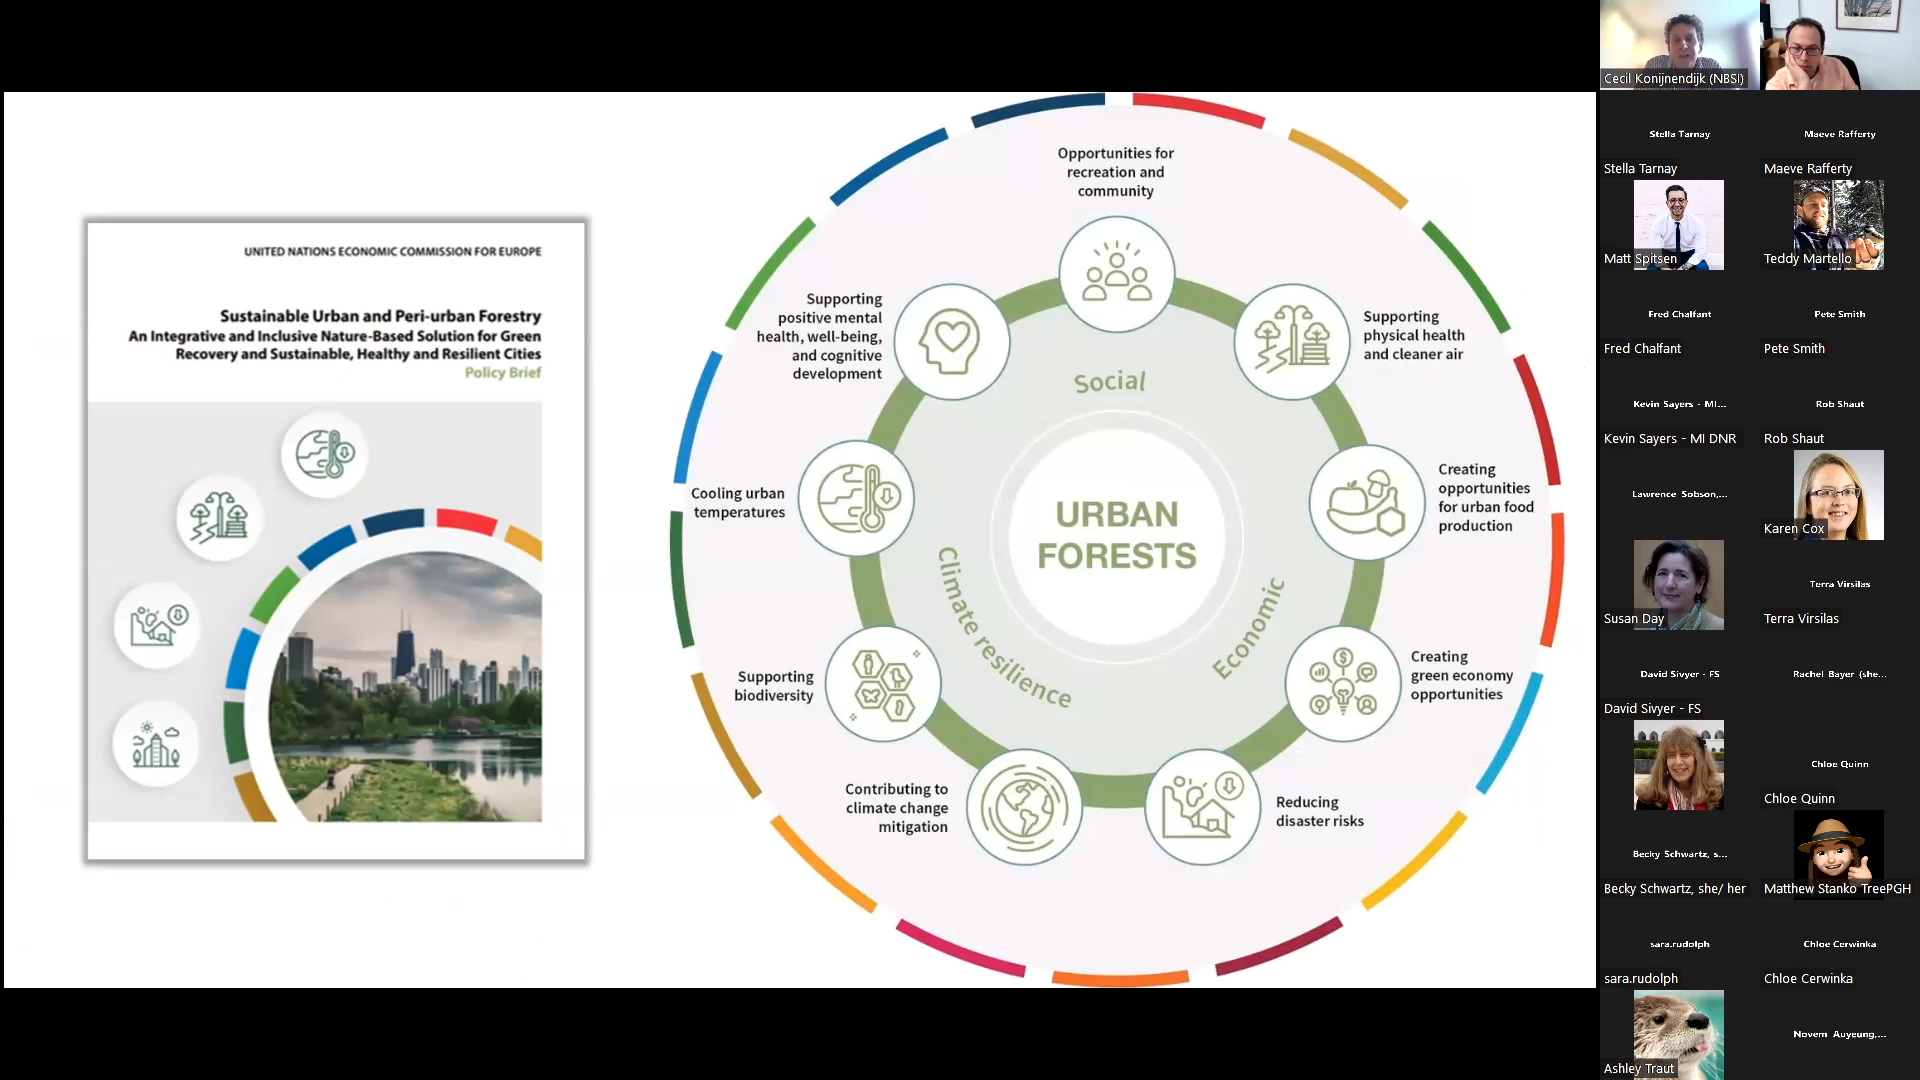 UNITED NATIONS ECONOMIC COMMISSION FOR EUROPE
Sustainable Urban and Peri-urban Forestry
An Integrative and Inclusive Nature-Based Solution for Green
Recovery and Sustainable, Healthy and Resilient Cities
Policy Brief
Opportunities for
recreation and
community
Supporting
physical health
and cleaner air
Creating
opportunities
for urban food
production
Creating
green economy
opportunities
Reducing
disaster risks
Contributing to
climate change
mitigation
Supporting
biodiversity
Cooling urban
temperatures
Supporting
positive mental
health, well-being,
and cognitive
development
Social
Economic
Climate resilience
URBAN
FORESTS
Cecil Konijnendijk (NBSI)
Stella Tarnay
Maeve Rafferty
Stella Tarnay
Maeve Rafferty
Matt Spitsen
Teddy Martello
Fred Chalfant
Pete Smith
Fred Chalfant
Pete Smith
Kevin Sayers - MI...
Rob Shaut
Kevin Sayers - MI DNR
Rob Shaut
Lawrence Sobson,...
Karen Cox
Terra Virsilas
Susan Day
Terra Virsilas
David Sivyer - FS
Rachel Bayer (she...
David Sivyer - FS
Chloe Quinn
Chloe Quinn
Becky Schwartz, s...
Becky Schwartz, she/ her
Matthew Stanko TreePGH
sara.rudolph
Chloe Cerwinka
sara.rudolph
Chloe Cerwinka
Novem Auyeung,...
Ashley Traut